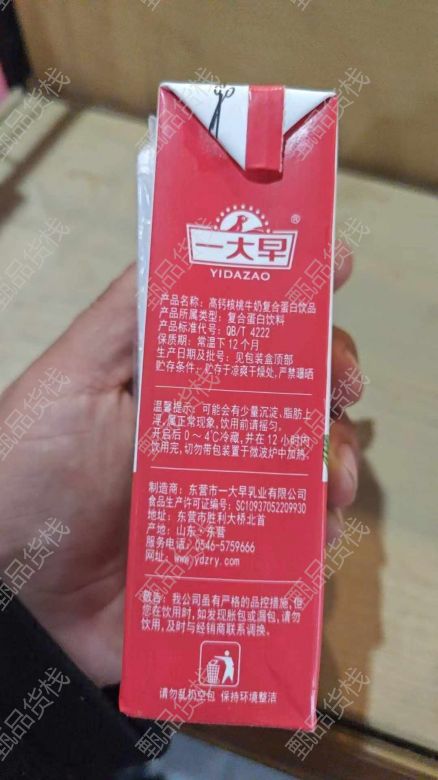 一大早®
YIDAZAO
产品名称：高钙核桃牛奶复合蛋白饮品
产品所属类型：复合蛋白饮料
产品标准代号：QB/T 4222
保质期：常温下12个月
生产日期及批号：见包装盒顶部
贮存条件：贮存于凉爽干燥处,严禁曝晒
温馨提示：可能会有少量沉淀、脂肪上
浮，属正常现象，饮用前请摇匀。
开启后0～4℃冷藏,并在12小时内
饮用完,切勿带包装置于微波炉中加热
制造商：东营市一大早乳业有限公司
食品生产许可证编号：SC10937052209930
地址：东营市胜利大桥北首
产地：山东·东营
服务电话：0546-5759666
网址：www.ydzry.com
敬告：我公司虽有严格的品控措施,但
您在饮用时,如发现胀包或漏包,请勿
饮用,及时与经销商联系调换。
请勿乱扔空包 保持环境整洁
甄品货栈